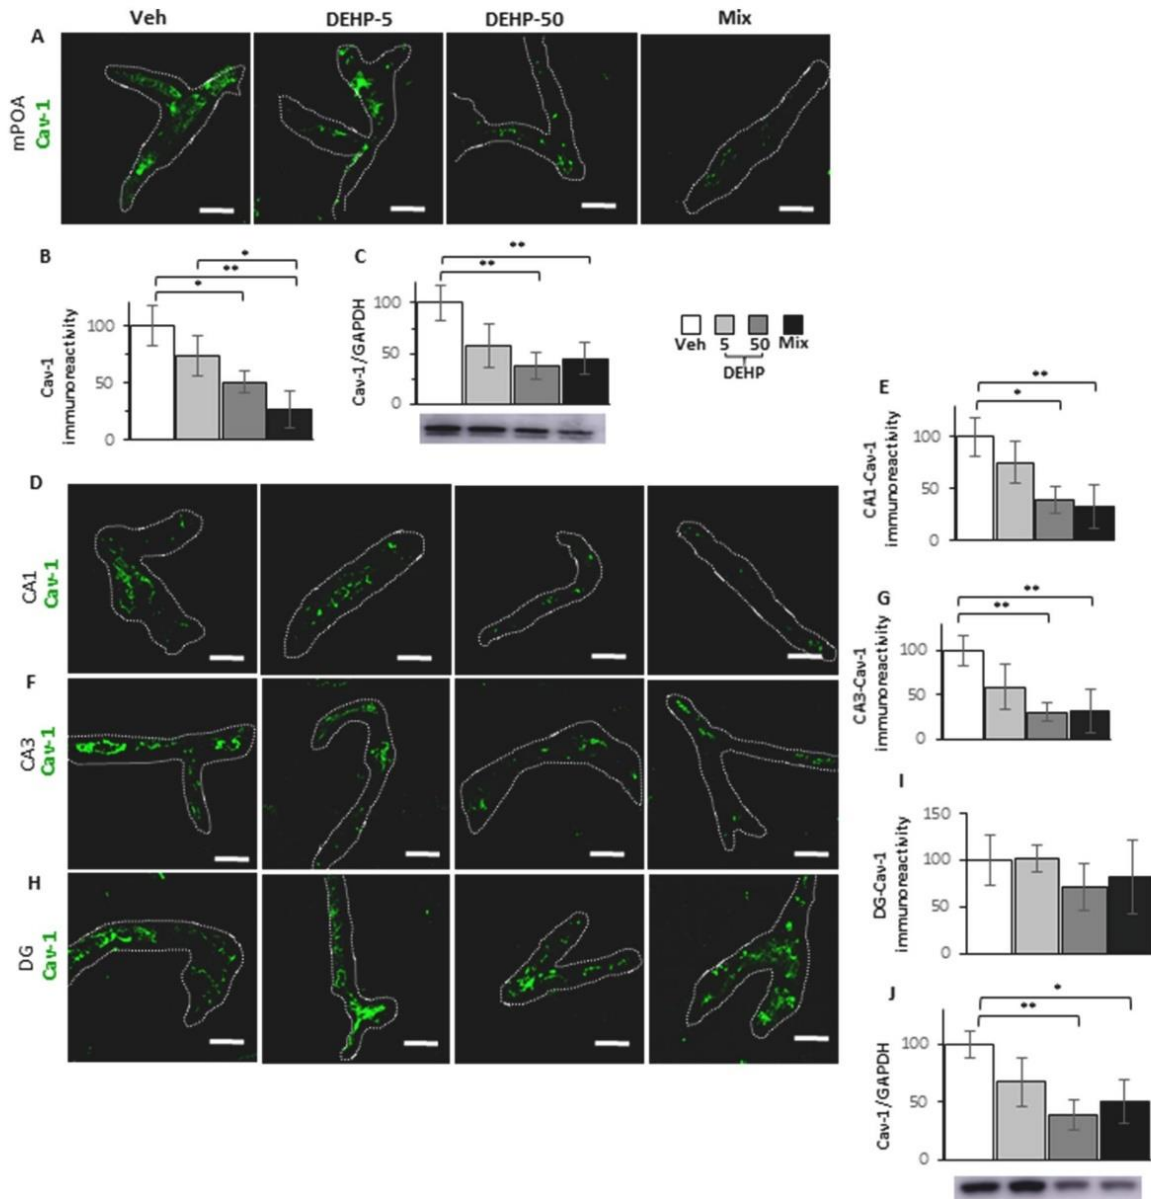 Veh DEHP-5 DEHP-50 Mix
A
mPOA
Cav-1
B
Cav-1
immunoreactivity
100
50
0
*
**
*
C
Cav-1/GAPDH
100
50
0
**
**
Veh 5 50 Mix
DEHP
D
CA1
Cav-1
E
CA1-Cav-1
immunoreactivity
100
50
0
**
*
F
CA3
Cav-1
G
CA3-Cav-1
immunoreactivity
100
50
0
**
**
H
DG
Cav-1
I
DG-Cav-1
immunoreactivity
150
100
50
0
J
Cav-1/GAPDH
100
50
0
*
**